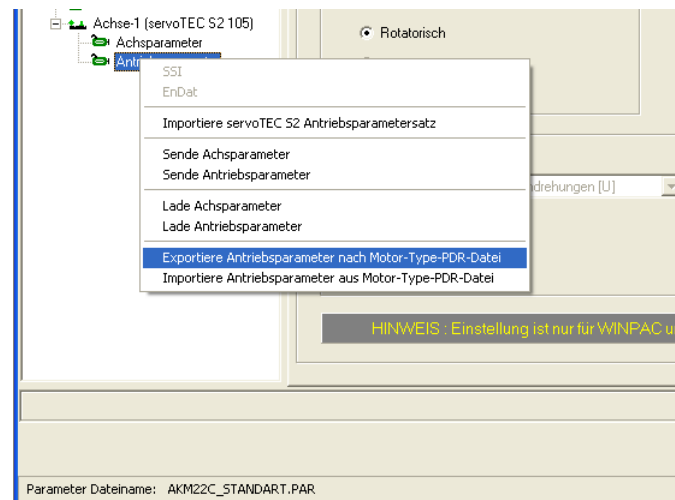 Achse-1 (servoTEC S2 105)
Achsparameter
Rotatorisch
SSI
EnDat
Importiere servoTEC S2 Antriebsparametersatz
Sende Achsparameter
Sende Antriebsparameter
[U]
Lade Achsparameter
Lade Antriebsparameter
Exportiere Antriebsparameter nach Motor-Type-PDR-Datei
Importiere Antriebsparameter aus Motor-Type-PDR-Datei
HINWEIS : Einstellung ist nur für WINPAC
Parameter Dateiname: AKM22C_STANDART.PAR